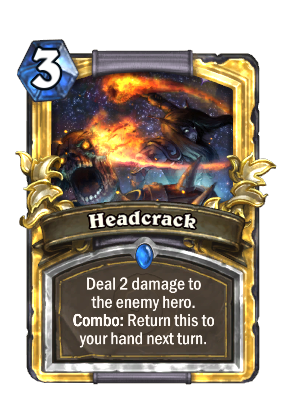 3
Headcrack
Deal 2 damage to
the enemy hero.
Combo: Return this to
your hand next turn.